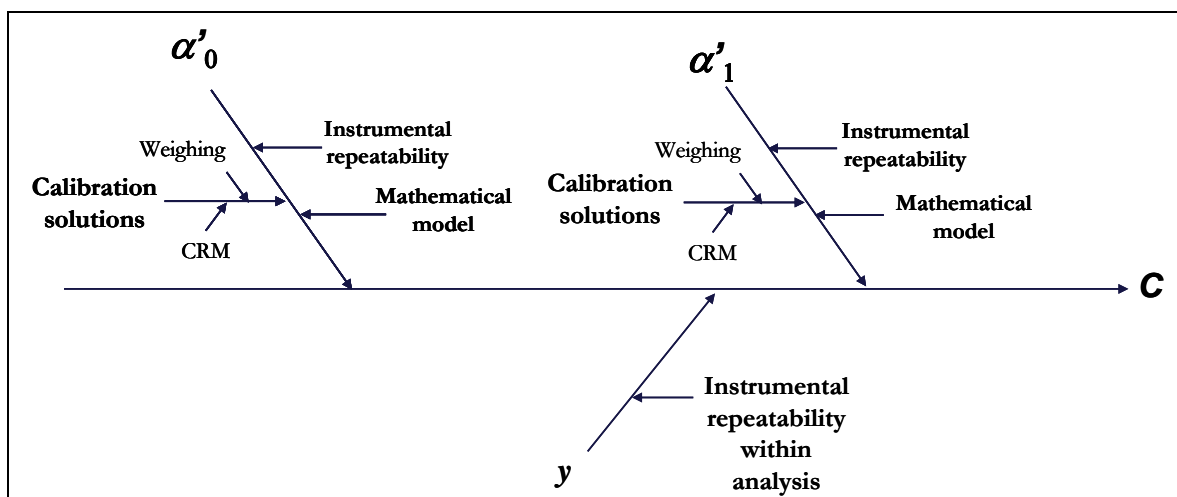 α’0
Weighing
Instrumental
repeatability
Calibration
solutions
Mathematical
model
CRM
α’1
Weighing
Instrumental
repeatability
Calibration
solutions
Mathematical
model
CRM
C
Instrumental
repeatability
within
analysis
y